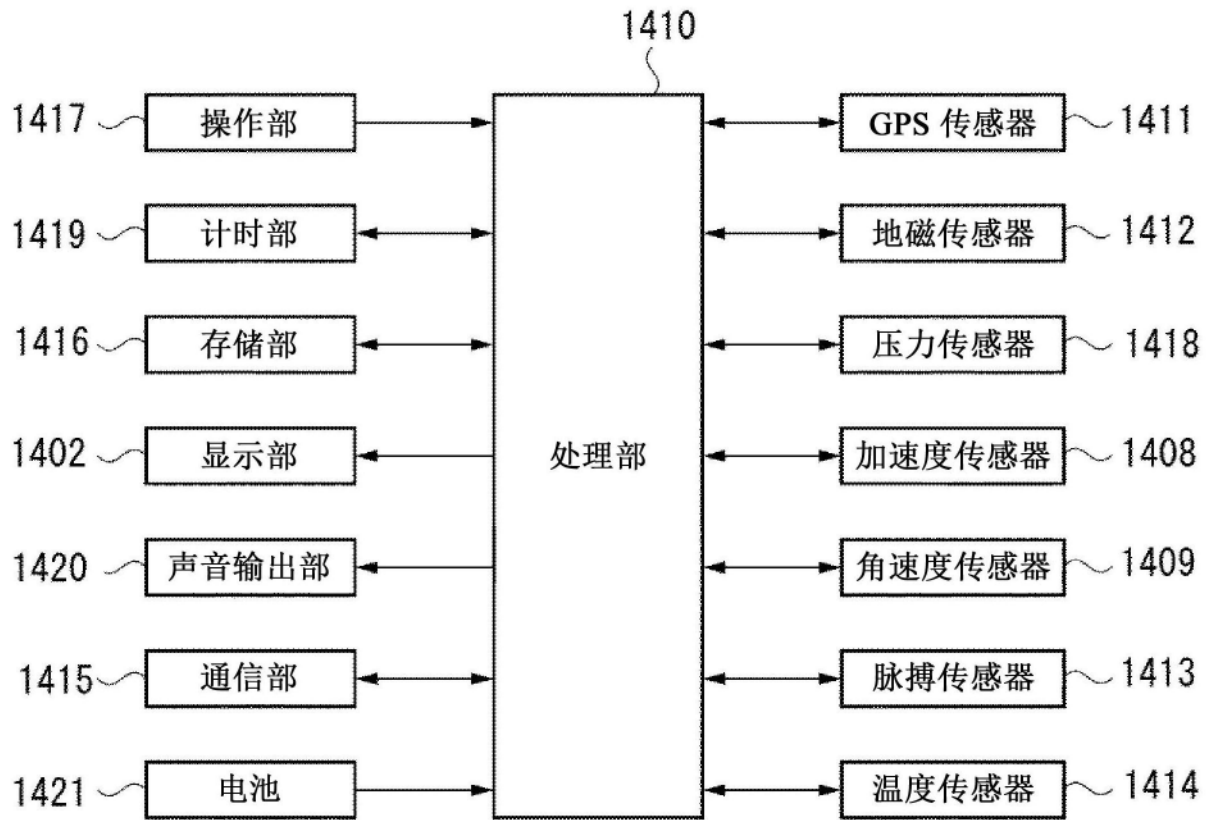 1410
1417 操作部 GPS 传感器 1411
1419 计时部 地磁传感器 1412
1416 存储部 压力传感器 1418
1402 显示部 处理部 加速度传感器 1408
1420 声音输出部 角速度传感器 1409
1415 通信部 脉搏传感器 1413
1421 电池 温度传感器 1414